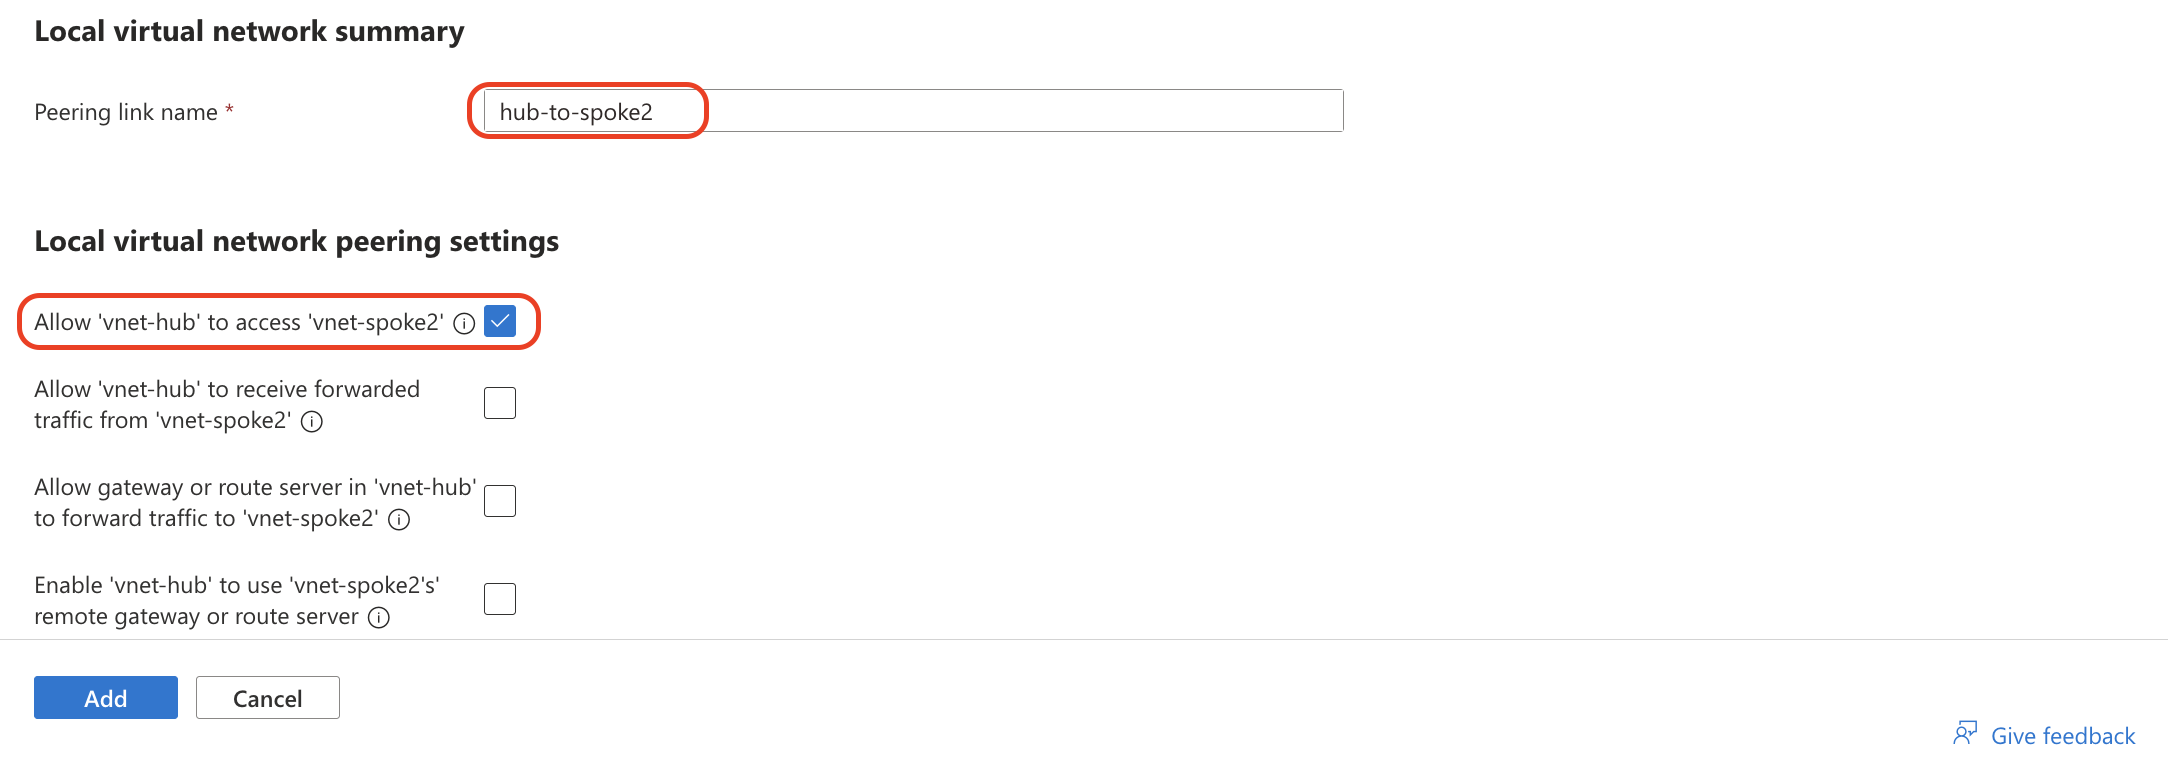 Local virtual network summary
Peering link name *
hub-to-spoke2
Local virtual network peering settings
Allow 'vnet-hub' to access 'vnet-spoke2'
Allow 'vnet-hub' to receive forwarded
traffic from 'vnet-spoke2'
Allow gateway or route server in 'vnet-hub'
to forward traffic to 'vnet-spoke2'
Enable 'vnet-hub' to use 'vnet-spoke2's'
remote gateway or route server
Add
Cancel
Give feedback